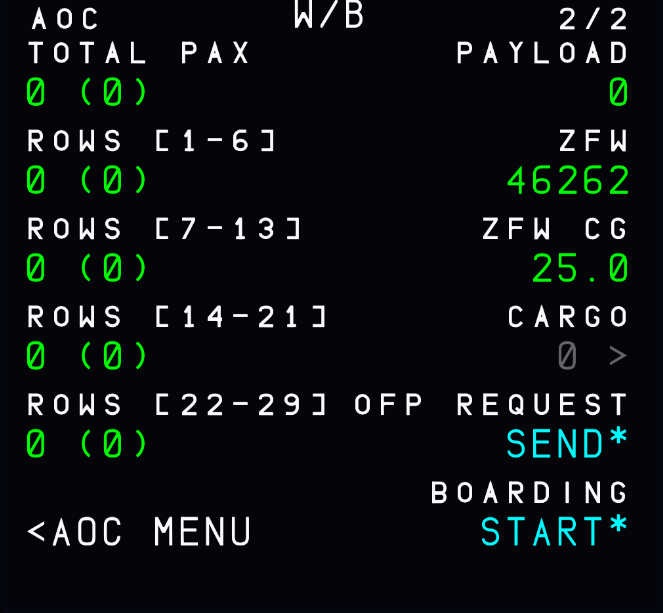 AOC W/B 2/2
TOTAL PAX PAYLOAD
0 (0) 0
ROWS [1-6] ZFW
0 (0) 46262
ROWS [7-13] ZFW CG
0 (0) 25.0
ROWS [14-21] CARGO
0 (0) 0 >
ROWS [22-29] OFP REQUEST
0 (0) SEND*
BOARDING
<AOC MENU START*